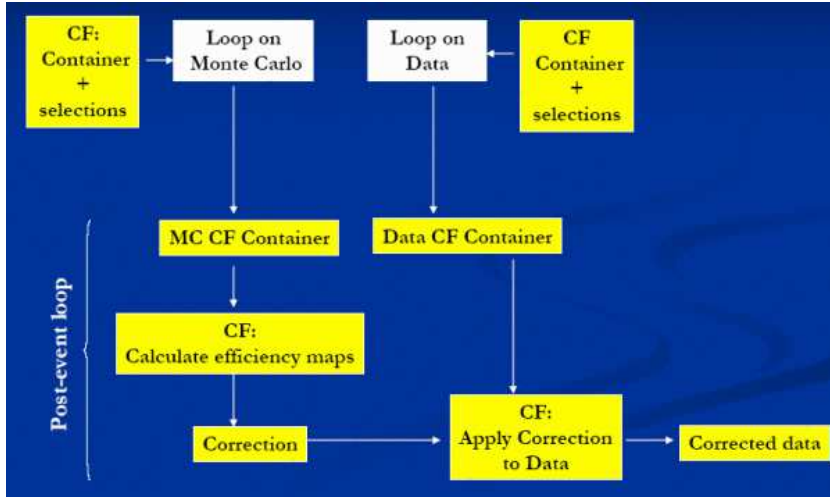 CF:
Container
+
selections
Loop on
Monte Carlo
Loop on
Data
CF
Container
+
selections
MC CF Container
Data CF Container
Post-event loop
CF:
Calculate efficiency maps
Correction
CF:
Apply Correction
to Data
Corrected data